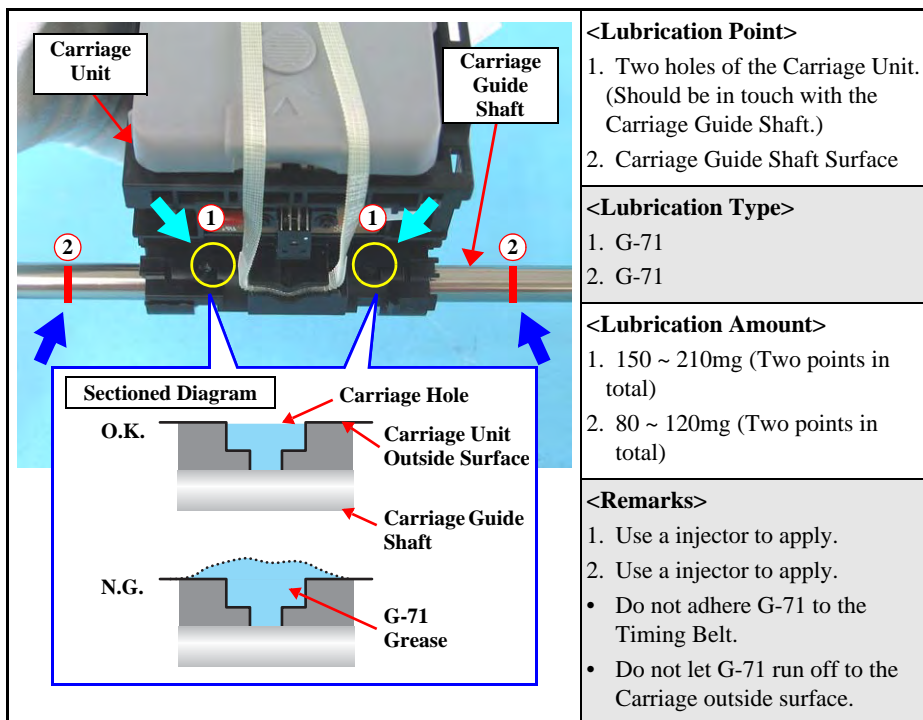 Carriage
Unit
Carriage
Guide
Shaft
1
1
2
2
Sectioned Diagram
Carriage Hole
O.K.
Carriage Unit
Outside Surface
Carriage Guide
Shaft
N.G.
G-71
Grease
<Lubrication Point>
1. Two holes of the Carriage Unit.
(Should be in touch with the
Carriage Guide Shaft.)
2. Carriage Guide Shaft Surface
<Lubrication Type>
1. G-71
2. G-71
<Lubrication Amount>
1. 150 ~ 210mg (Two points in
total)
2. 80 ~ 120mg (Two points in
total)
<Remarks>
1. Use a injector to apply.
2. Use a injector to apply.
• Do not adhere G-71 to the
Timing Belt.
• Do not let G-71 run off to the
Carriage outside surface.